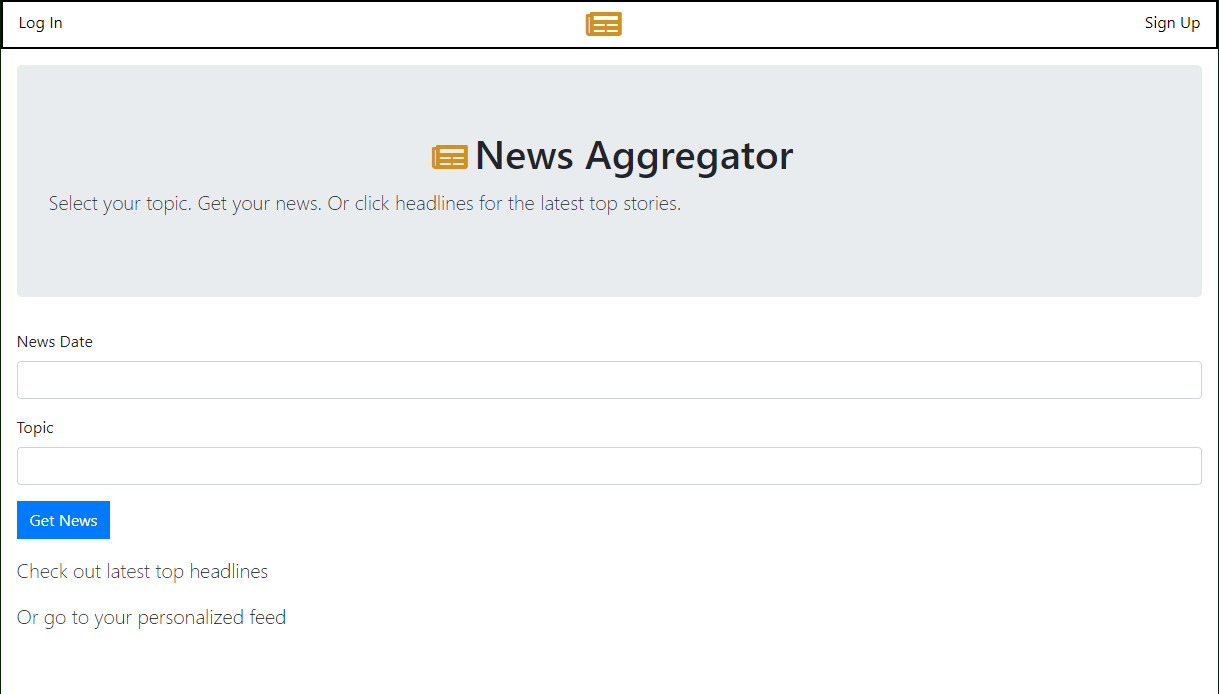 Log In
Sign Up
News Aggregator
Select your topic. Get your news. Or click headlines for the latest top stories.
News Date
Topic
Get News
Check out latest top headlines
Or go to your personalized feed